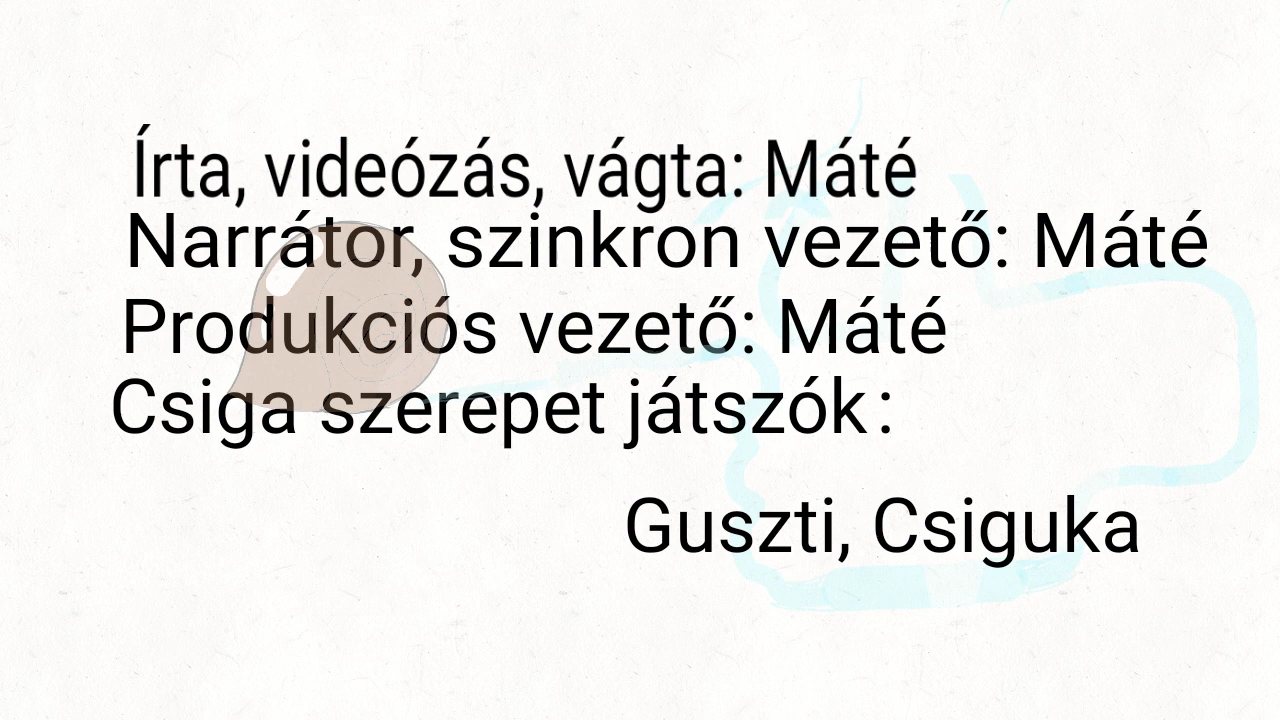 Írta, videózás, vágta: Máté
Narrátor, szinkron vezető: Máté
Produkciós vezető: Máté
Csiga szerepet játszók :
Guszti, Csiguka